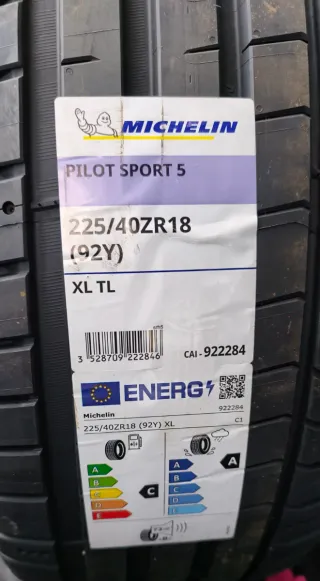 MICHELIN
PILOT SPORT 5
225/40ZR18
(92Y)
XL TL
3 528709 222846
CAI - 922284
ENERG
Michelin
922284
225/40ZR18 (92Y) XL
C1
A
B
D
E
C
A
B
C
D
E
A